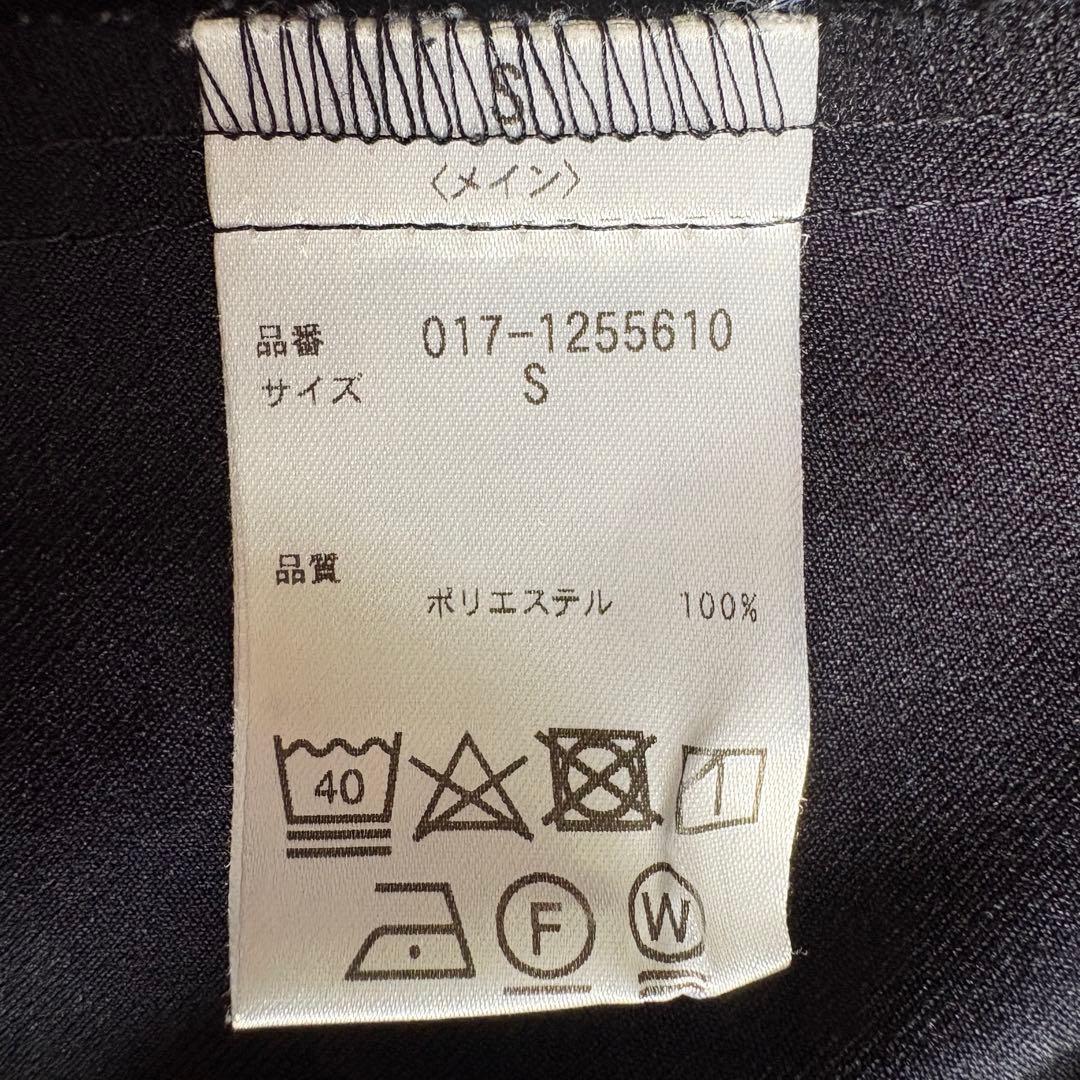 S
〈メイン〉
品番 017-1255610
サイズ S
品質
ポリエステル 100%
40
F W